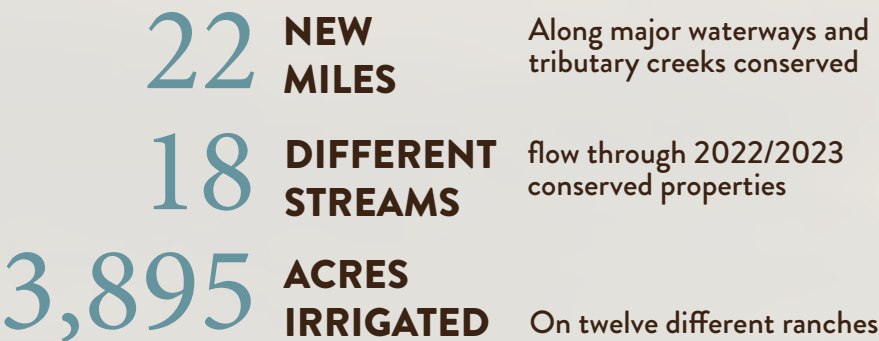 22 NEW MILES Along major waterways and
tributary creeks conserved
18 DIFFERENT STREAMS flow through 2022/2023
conserved properties
3,895 ACRES IRRIGATED On twelve different ranches